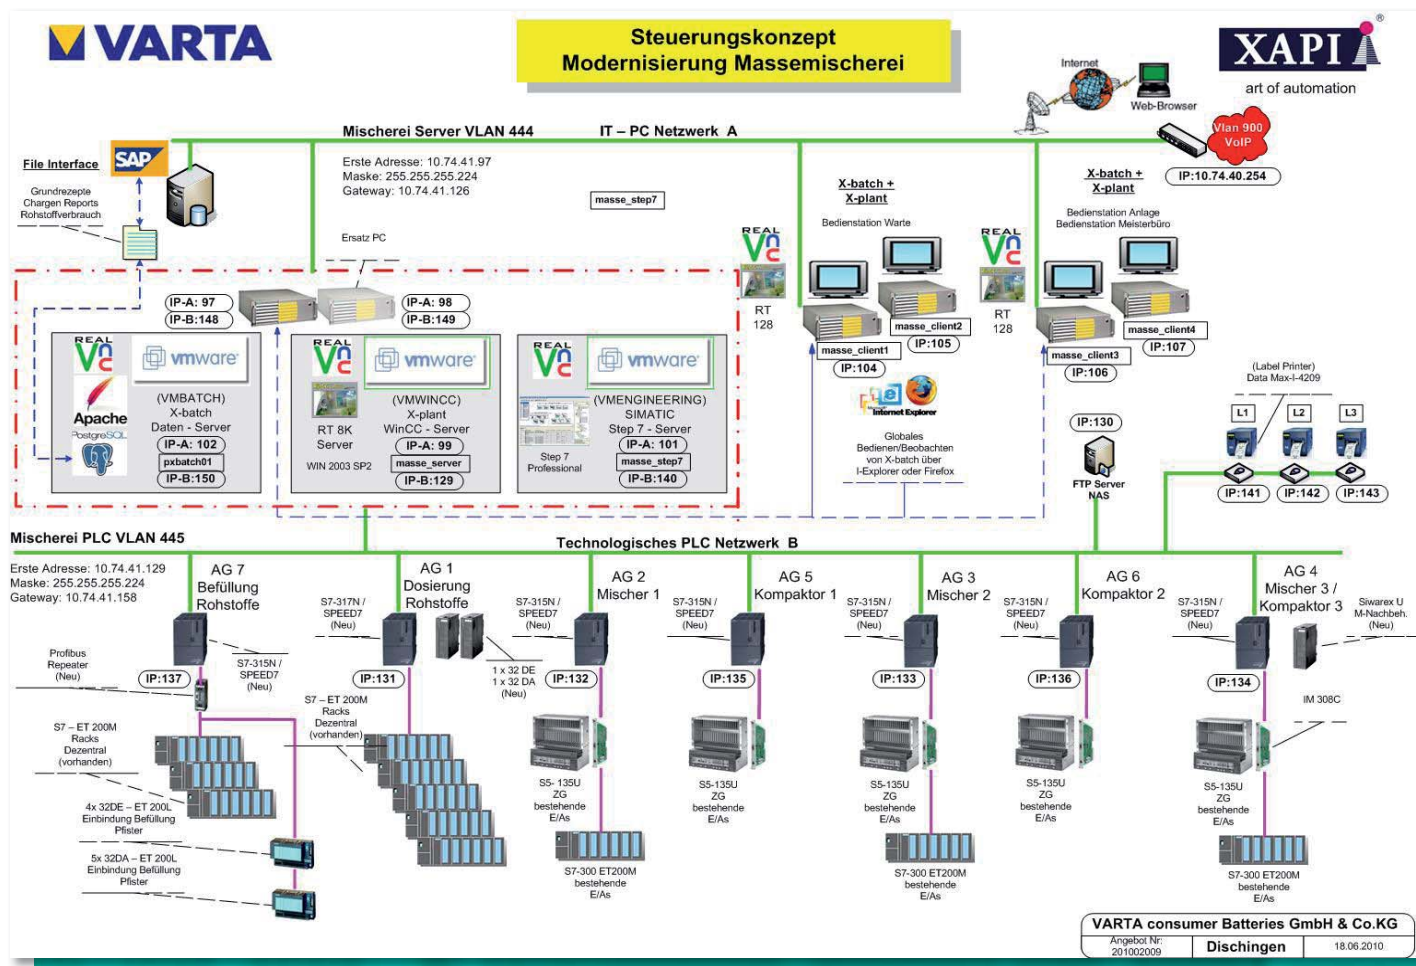 VARTA
Steuerungskonzept
Modernisierung Massemischerei
XAPI
®
art of automation
Internet
Web-Browser
Vlan 900
VoIP
IP:10.74.40.254
Mischerei Server VLAN 444
IT – PC Netzwerk A
Erste Adresse: 10.74.41.97
Maske: 255.255.255.224
Gateway: 10.74.41.126
masse_step7
File Interface
SAP
Grundrezepte
Chargen Reports
Rohstoffverbrauch
Ersatz PC
X-batch +
X-plant
Bedienstation Warte
X-batch +
X-plant
Bedienstation Anlage
Bedienstation Meisterbüro
REAL
VNC
RT
128
masse_client2
IP:105
masse_client1
IP:104
REAL
VNC
RT
128
masse_client4
IP:107
masse_client3
IP:106
IP-A: 97
IP-B:148
IP-A: 98
IP-B:149
REAL
VNC
vmware
Apache
PostgreSQL
(VMBATCH)
X-batch
Daten - Server
IP-A: 102
pxbatch01
IP-B:150
REAL
VNC
vmware
RT 8K
Server
WIN 2003 SP2
(VMWINCC)
X-plant
WinCC - Server
IP-A: 99
masse_server
IP-B:129
REAL
VNC
vmware
Step 7
Professional
(VMENGINEERING)
SIMATIC
Step 7 - Server
IP-A: 101
masse_step7
IP-B:140
Microsoft
Internet Explorer
Globales
Bedienen/Beobachten
von X-batch über
I-Explorer oder Firefox
IP:130
FTP Server
NAS
(Label Printer)
Data Max-I-4209
L1
L2
L3
IP:141
IP:142
IP:143
Mischerei PLC VLAN 445
Technologisches PLC Netzwerk B
Erste Adresse: 10.74.41.129
Maske: 255.255.255.224
Gateway: 10.74.41.158
AG 7
Befüllung
Rohstoffe
Profibus
Repeater
(Neu)
S7-315N /
SPEED7
(Neu)
IP:137
S7 – ET 200M
Racks
Dezentral
(vorhanden)
4x 32DE – ET 200L
Einbindung Befüllung
Pfister
5x 32DA – ET 200L
Einbindung Befüllung
Pfister
AG 1
Dosierung
Rohstoffe
S7-317N /
SPEED7
(Neu)
IP:131
1 x 32 DE
1 x 32 DA
(Neu)
S7 – ET 200M
Racks
Dezentral
(vorhanden)
AG 2
Mischer 1
S7-315N /
SPEED7
(Neu)
IP:132
S5- 135U
ZG
bestehende
E/As
S7-300 ET200M
bestehende
E/As
AG 5
Kompaktor 1
S7-315N /
SPEED7
(Neu)
IP:135
S5-135U
ZG
bestehende
E/As
AG 3
Mischer 2
S7-315N /
SPEED7
(Neu)
IP:133
S5-135U
ZG
bestehende
E/As
S7-300 ET200M
bestehende
E/As
AG 6
Kompaktor 2
S7-315N /
SPEED7
(Neu)
IP:136
S5-135U
ZG
bestehende
E/As
AG 4
Mischer 3 /
Kompaktor 3
S7-315N /
SPEED7
(Neu)
Siwarex U
M-Nachbeh.
(Neu)
IP:134
IM 308C
S5-135U
ZG
bestehende
E/As
S7-300 ET200M
bestehende
E/As
VARTA consumer Batteries GmbH & Co.KG
Angebot Nr:
201002009
Dischingen
18.06.2010